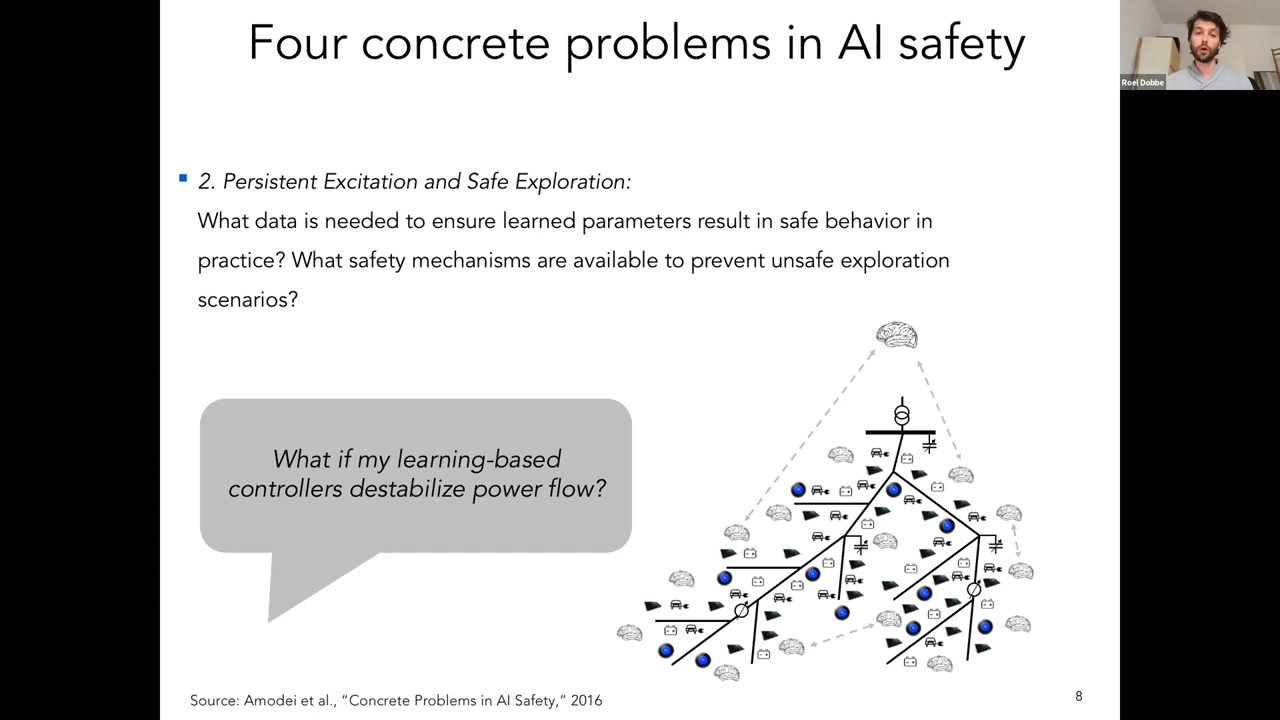 Four concrete problems in AI safety
Roel Dobbe
2. Persistent Excitation and Safe Exploration:
What data is needed to ensure learned parameters result in safe behavior in
practice? What safety mechanisms are available to prevent unsafe exploration
scenarios?
What if my learning-based
controllers destabilize power flow?
Source: Amodei et al., “Concrete Problems in AI Safety,” 2016
8